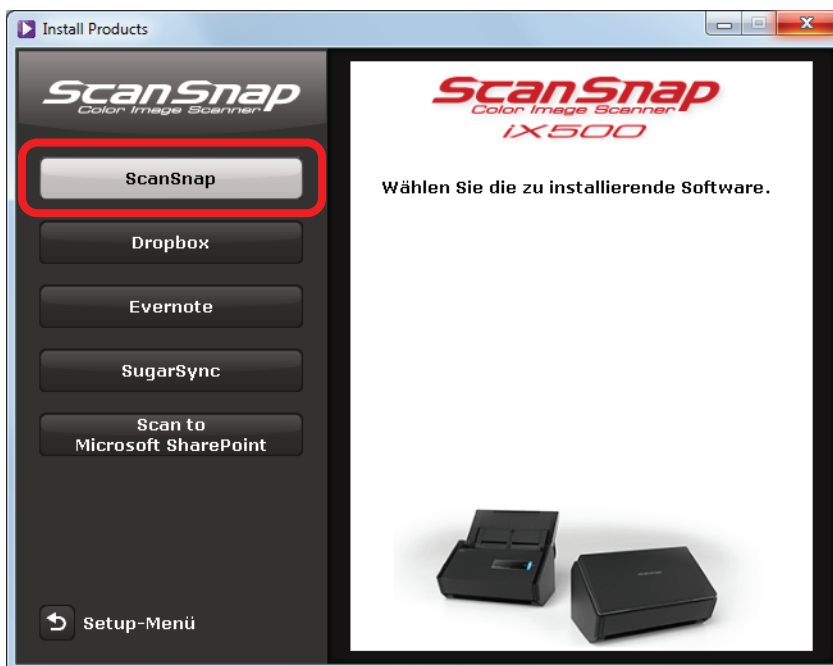 Install Products
ScanSnap
Color Image Scanner
ScanSnap
Dropbox
Evernote
SugarSync
Scan to
Microsoft SharePoint
Setup-Menü
ScanSnap
Color Image Scanner
iX500
Wählen Sie die zu installierende Software.